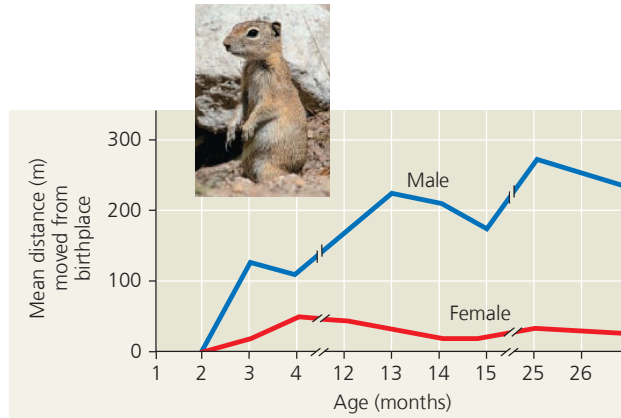 Mean distance (m)
moved from
birthplace
300
200
100
0
Male
Female
1 2 3 4 12 13 14 15 25 26
Age (months)